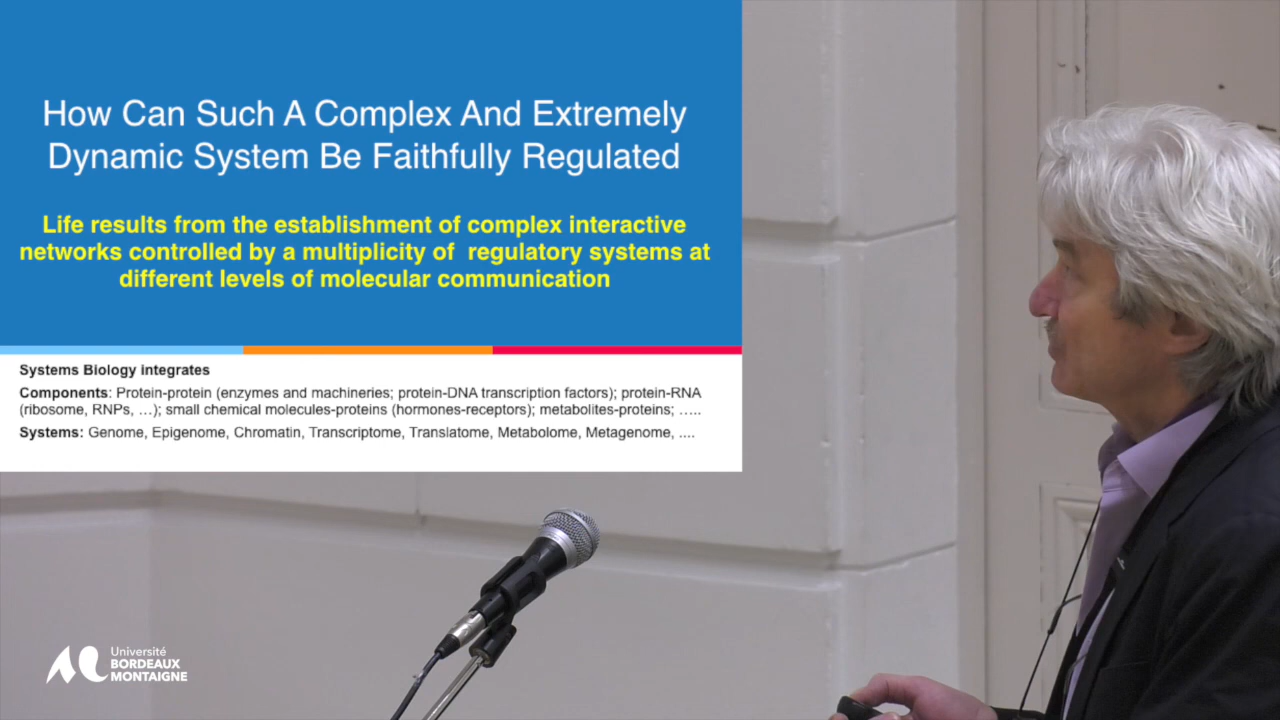 How Can Such A Complex And Extremely
Dynamic System Be Faithfully Regulated
Life results from the establishment of complex interactive
networks controlled by a multiplicity of regulatory systems at
different levels of molecular communication
Systems Biology integrates
Components: Protein-protein (enzymes and machineries; protein-DNA transcription factors); protein-RNA
(ribosome, RNPs, …); small chemical molecules-proteins (hormones-receptors); metabolites-proteins; …..
Systems: Genome, Epigenome, Chromatin, Transcriptome, Translatome, Metabolome, Metagenome, ....
Université
BORDEAUX
MONTAIGNE